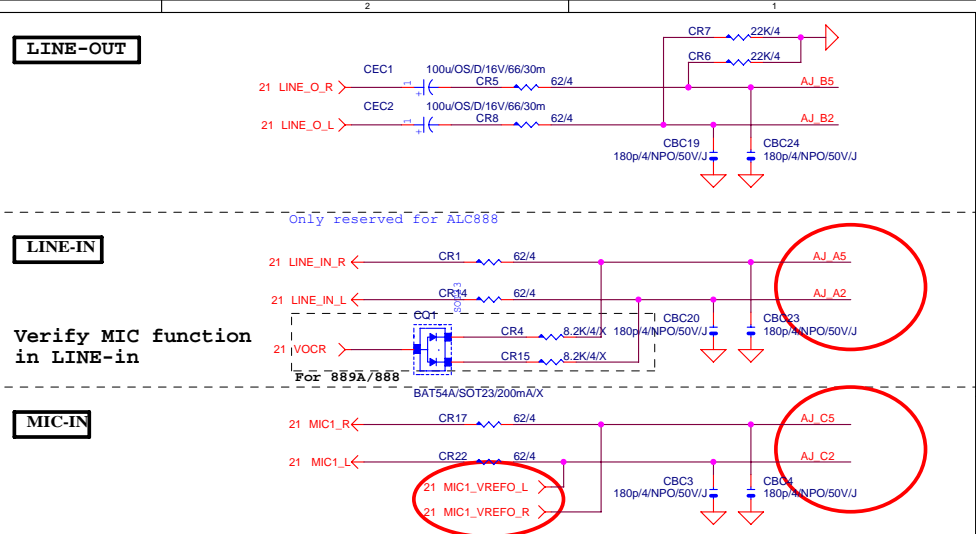 2
1
LINE-OUT
CR7
22K/4
CR6
22K/4
CEC1
100u/OS/D/16V/66/30m
21 LINE_O_R
1
+
CR5
62/4
AJ_B5
CEC2
100u/OS/D/16V/66/30m
21 LINE_O_L
1
+
CR8
62/4
AJ_B2
CBC19
180p/4/NPO/50V/J
CBC24
180p/4/NPO/50V/J
Only reserved for ALC888
LINE-IN
21 LINE_IN_R
CR1
62/4
AJ_A5
21 LINE_IN_L
CR14
62/4
AJ_A2
SOT23
CQ1
Verify MIC function
in LINE-in
21 VOCR
CR4
8.2K/4/X
CR15
8.2K/4/X
CBC20
180p/4/NPO/50V/J
CBC23
180p/4/NPO/50V/J
For 889A/888
BAT54A/SOT23/200mA/X
MIC-IN
21 MIC1_R
CR17
62/4
AJ_C5
21 MIC1_L
CR22
62/4
AJ_C2
21 MIC1_VREFO_L
21 MIC1_VREFO_R
CBC3
180p/4/NPO/50V/J
CBC4
180p/4/NPO/50V/J